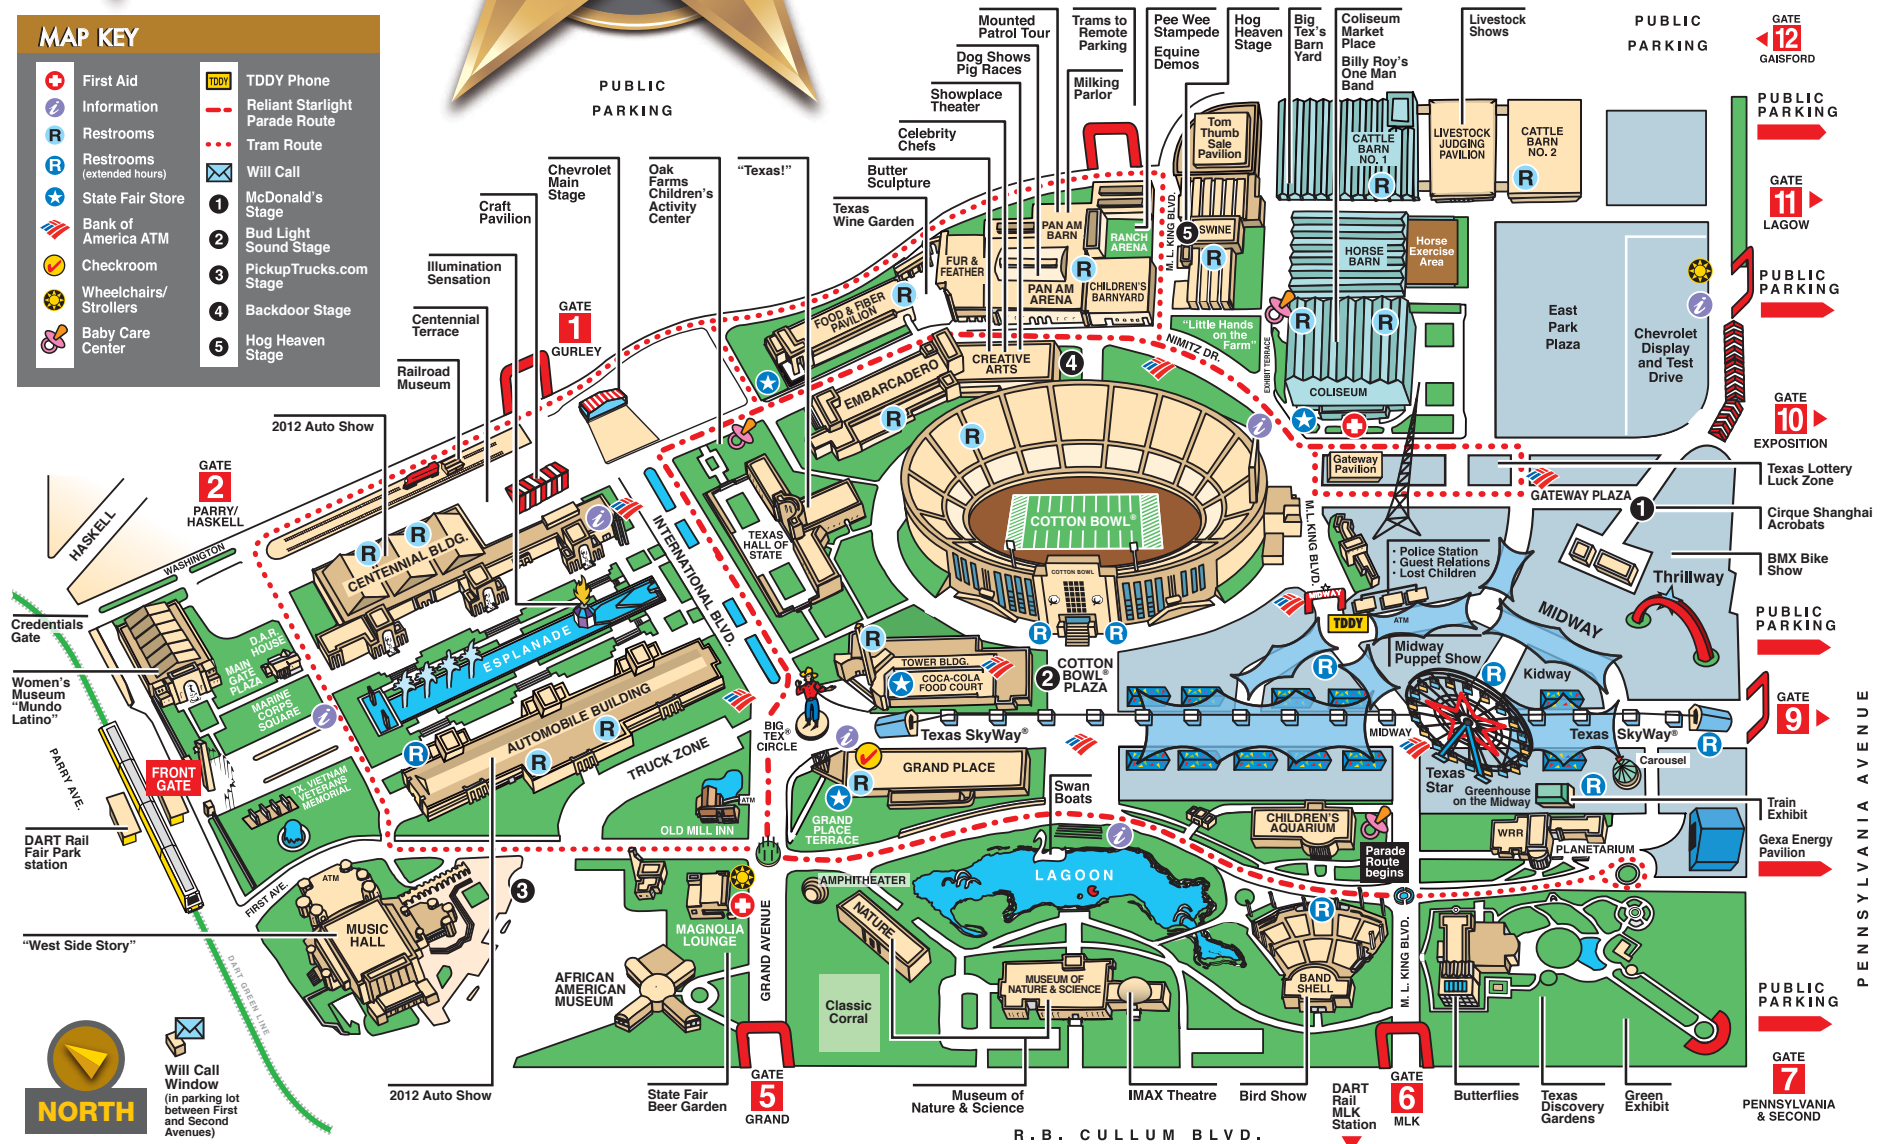 MAP KEY
First Aid
Information
R Restrooms
R Restrooms
(extended hours)
State Fair Store
Bank of
America ATM
Checkroom
Wheelchairs/
Strollers
Baby Care
Center
TDDY TDDY Phone
Reliant Starlight
Parade Route
Tram Route
Will Call
1 McDonald's
Stage
2 Bud Light
Sound Stage
3 PickupTrucks.com
Stage
4 Backdoor Stage
5 Hog Heaven
Stage
PUBLIC
PARKING
Mounted
Patrol Tour
Dog Shows
Pig Races
Showplace
Theater
Celebrity
Chefs
Butter
Sculpture
Texas
Wine Garden
Trams to
Remote
Parking
Milking
Parlor
Pee Wee
Stampede
Equine
Demos
Hog
Heaven
Stage
Big
Tex's
Barn
Yard
Coliseum
Market
Place
Billy Roy's
One Man
Band
Livestock
Shows
PUBLIC
PARKING
GATE
12
GAISFORD
PUBLIC
PARKING
GATE
11
LAGOW
PUBLIC
PARKING
GATE
10
EXPOSITION
Texas Lottery
Luck Zone
Cirque Shanghai
Acrobats
BMX Bike
Show
PUBLIC
PARKING
GATE
9
PENNSYLVANIA AVENUE
Train
Exhibit
Gexa Energy
Pavilion
PUBLIC
PARKING
GATE
7
PENNSYLVANIA
& SECOND
Chevrolet
Main
Stage
Oak
Farms
Children's
Activity
Center
"Texas!"
Craft
Pavilion
Illumination
Sensation
Centennial
Terrace
Railroad
Museum
2012 Auto Show
GATE
1
GURLEY
GATE
2
PARRY/
HASKELL
HASKELL
WASHINGTON
Credentials
Gate
Women's
Museum
"Mundo
Latino"
PARRY AVE.
DART Rail
Fair Park
station
"West Side Story"
FRONT
GATE
D.A.R.
HOUSE
MAIN
GATE
PLAZA
MARINE
CORPS
SQUARE
TX. VIETNAM
VETERANS
MEMORIAL
FIRST AVE.
DART GREEN LINE
NORTH
Will Call
Window
(in parking lot
between First
and Second
Avenues)
R
R
CENTENNIAL BLDG.
ESPLANADE
R
AUTOMOBILE BUILDING
R
R
INTERNATIONAL BLVD.
TRUCK ZONE
OLD MILL INN
ATM
ATM
MUSIC
HALL
3
2012 Auto Show
MAGNOLIA
LOUNGE
AFRICAN
AMERICAN
MUSEUM
State Fair
Beer Garden
GRAND AVENUE
GATE
5
GRAND
TEXAS
HALL OF
STATE
FOOD & FIBER
PAVILION
R
EMBARCADERO
R
FUR &
FEATHER
PAN AM
BARN
PAN AM
ARENA
R
RANCH
ARENA
CHILDREN'S
BARNYARD
CREATIVE
ARTS
4
NIMITZ DR.
M. L. KING BLVD.
Tom
Thumb
Sale
Pavilion
5
SWINE
R
"Little Hands
on the
Farm"
EXHIBIT TERRACE
CATTLE
BARN
NO. 1
R
LIVESTOCK
JUDGING
PAVILION
CATTLE
BARN
NO. 2
R
HORSE
BARN
Horse
Exercise
Area
R
R
COLISEUM
East
Park
Plaza
Chevrolet
Display
and Test
Drive
Gateway
Pavilion
GATEWAY PLAZA
1
R
COTTON BOWL®
COTTON BOWL
R
R
M.L.KING BLVD.
• Police Station
• Guest Relations
• Lost Children
MIDWAY
TDDY
ATM
Thrillway
MIDWAY
R
Midway
Puppet Show
R
Kidway
R
TOWER BLDG.
COCA-COLA
FOOD COURT
2
COTTON
BOWL®
PLAZA
BIG
TEX®
CIRCLE
Texas SkyWay®
MIDWAY
Texas SkyWay®
R
Texas
Star
Carousel
Greenhouse
on the Midway
R
GRAND PLACE
R
GRAND
PLACE
TERRACE
Swan
Boats
CHILDREN'S
AQUARIUM
Parade
Route
begins
WRR
PLANETARIUM
AMPHITHEATER
LAGOON
NATURE
R
Classic
Corral
MUSEUM OF
NATURE & SCIENCE
BAND
SHELL
M. L. KING BLVD.
Museum of
Nature & Science
IMAX Theatre
Bird Show
DART
Rail
MLK
Station
GATE
6
MLK
Butterflies
Texas
Discovery
Gardens
Green
Exhibit
R.B. CULLUM BLVD.